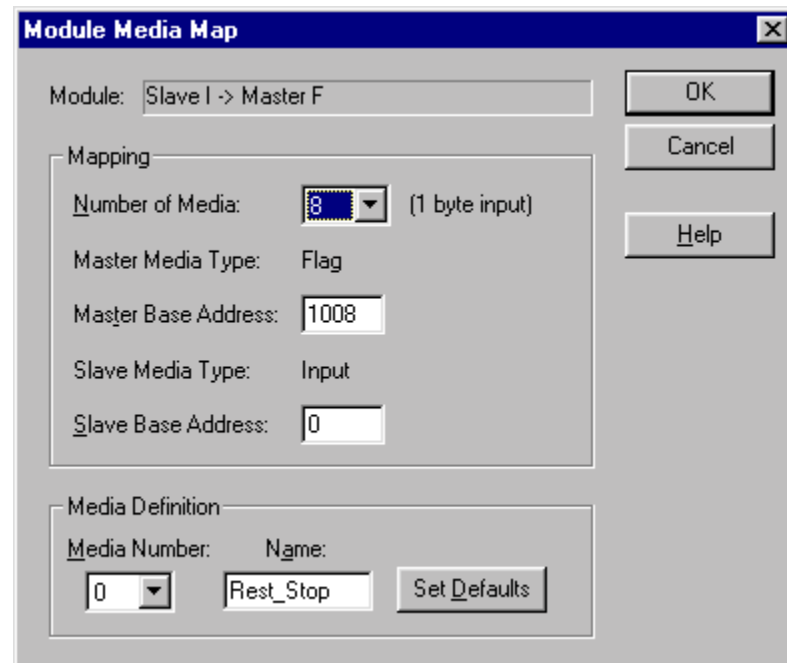 Module Media Map
Module: Slave I -> Master F
OK
Cancel
Help
Mapping
Number of Media: 8 (1 byte input)
Master Media Type: Flag
Master Base Address: 1008
Slave Media Type: Input
Slave Base Address: 0
Media Definition
Media Number: Name:
0 Rest_Stop Set Defaults